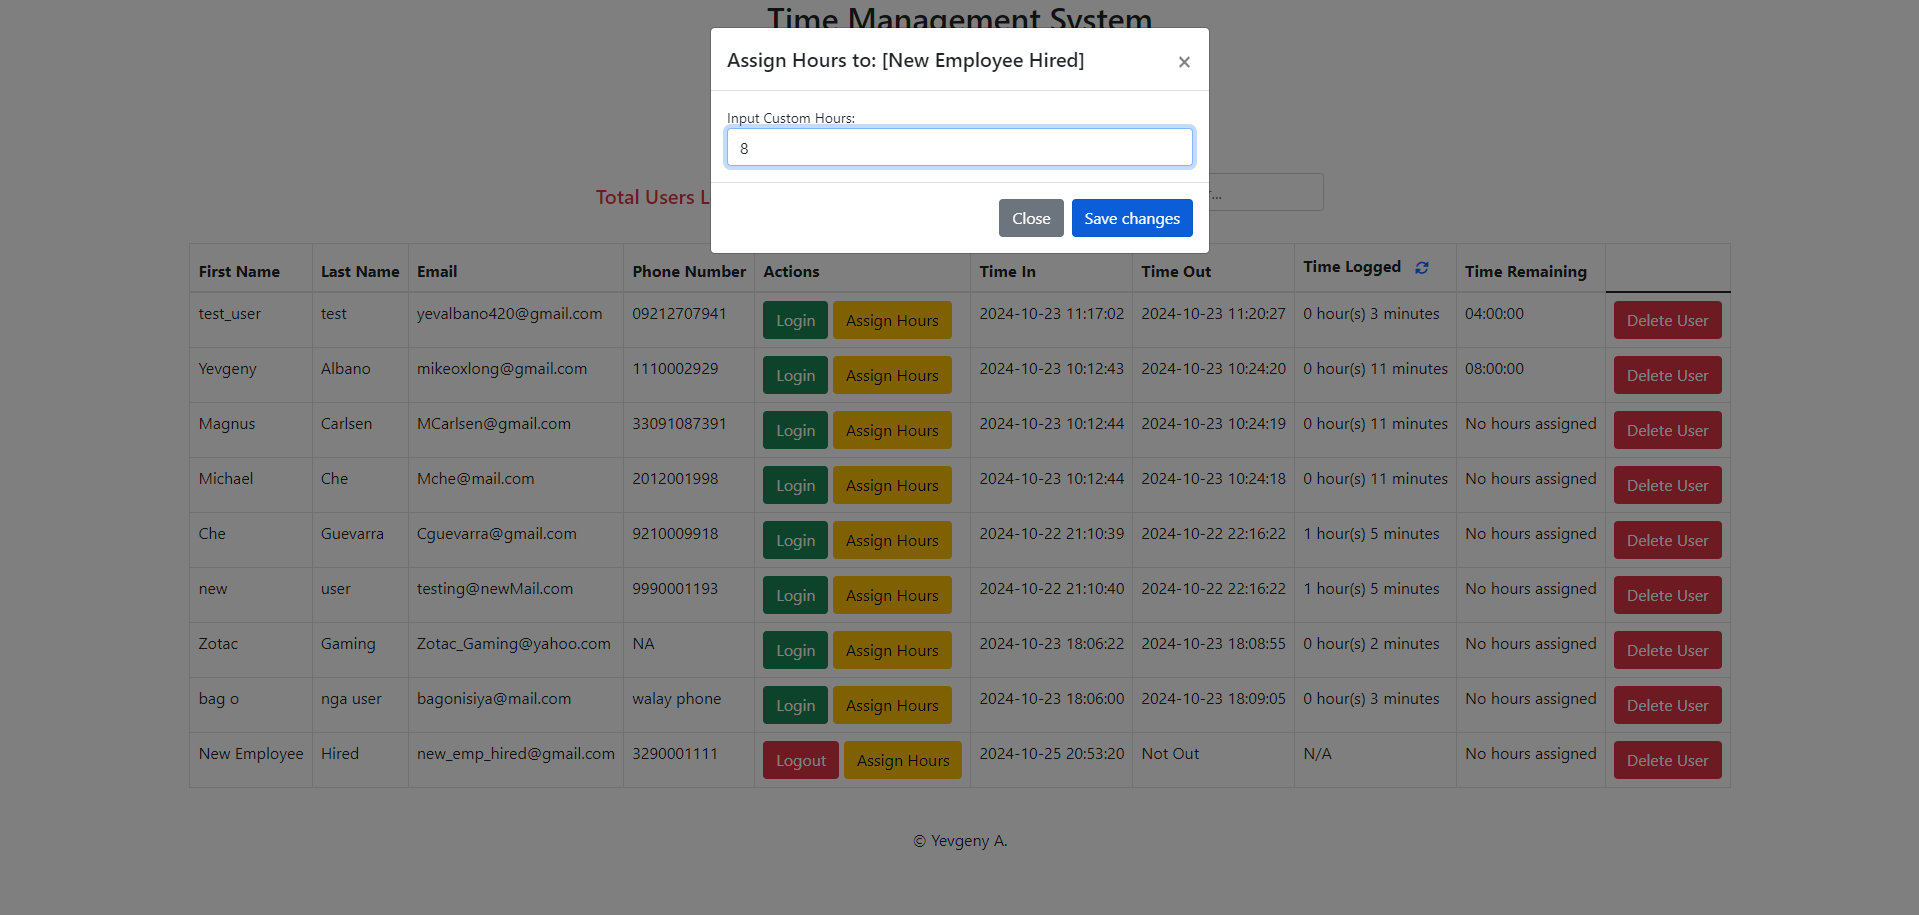 Time Management System
Assign Hours to: [New Employee Hired] ×
Input Custom Hours:
8
Close Save changes
Total Users L
First Name Last Name Email Phone Number Actions Time In Time Out Time Logged Time Remaining
test_user test yevalbano420@gmail.com 09212707941 Login Assign Hours 2024-10-23 11:17:02 2024-10-23 11:20:27 0 hour(s) 3 minutes 04:00:00 Delete User
Yevgeny Albano mikeoxlong@gmail.com 1110002929 Login Assign Hours 2024-10-23 10:12:43 2024-10-23 10:24:20 0 hour(s) 11 minutes 08:00:00 Delete User
Magnus Carlsen MCarlsen@gmail.com 33091087391 Login Assign Hours 2024-10-23 10:12:44 2024-10-23 10:24:19 0 hour(s) 11 minutes No hours assigned Delete User
Michael Che Mche@mail.com 2012001998 Login Assign Hours 2024-10-23 10:12:44 2024-10-23 10:24:18 0 hour(s) 11 minutes No hours assigned Delete User
Che Guevarra Cguevarra@gmail.com 9210009918 Login Assign Hours 2024-10-22 21:10:39 2024-10-22 22:16:22 1 hour(s) 5 minutes No hours assigned Delete User
new user testing@newMail.com 9990001193 Login Assign Hours 2024-10-22 21:10:40 2024-10-22 22:16:22 1 hour(s) 5 minutes No hours assigned Delete User
Zotac Gaming Zotac_Gaming@yahoo.com NA Login Assign Hours 2024-10-23 18:06:22 2024-10-23 18:08:55 0 hour(s) 2 minutes No hours assigned Delete User
bag o nga user bagonisiya@mail.com walay phone Login Assign Hours 2024-10-23 18:06:00 2024-10-23 18:09:05 0 hour(s) 3 minutes No hours assigned Delete User
New Employee Hired new_emp_hired@gmail.com 3290001111 Logout Assign Hours 2024-10-25 20:53:20 Not Out N/A No hours assigned Delete User
© Yevgeny A.